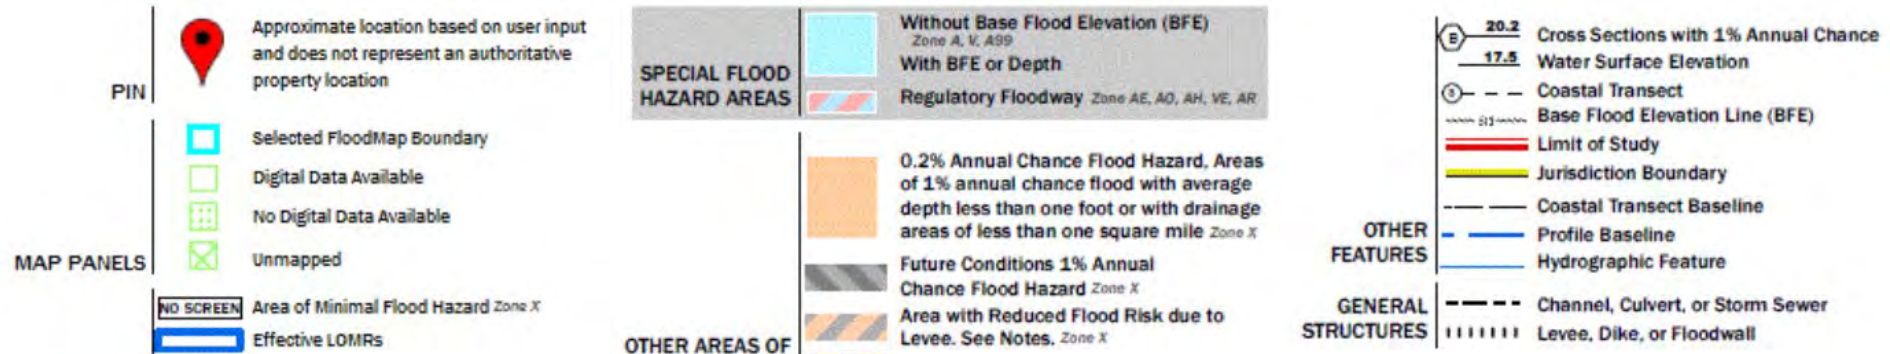 PIN
Approximate location based on user input
and does not represent an authoritative
property location
MAP PANELS
Selected FloodMap Boundary
Digital Data Available
No Digital Data Available
Unmapped
NO SCREEN Area of Minimal Flood Hazard Zone X
Effective LOMRs
SPECIAL FLOOD
HAZARD AREAS
Without Base Flood Elevation (BFE)
Zone A, V, A99
With BFE or Depth
Regulatory Floodway Zone AE, AO, AH, VE, AR
0.2% Annual Chance Flood Hazard, Areas
of 1% annual chance flood with average
depth less than one foot or with drainage
areas of less than one square mile Zone X
Future Conditions 1% Annual
Chance Flood Hazard Zone X
Area with Reduced Flood Risk due to
Levee. See Notes. Zone X
OTHER AREAS OF
OTHER
FEATURES
B 20.2 Cross Sections with 1% Annual Chance
17.5 Water Surface Elevation
Coastal Transect
Base Flood Elevation Line (BFE)
Limit of Study
Jurisdiction Boundary
Coastal Transect Baseline
Profile Baseline
Hydrographic Feature
GENERAL
STRUCTURES
Channel, Culvert, or Storm Sewer
Levee, Dike, or Floodwall